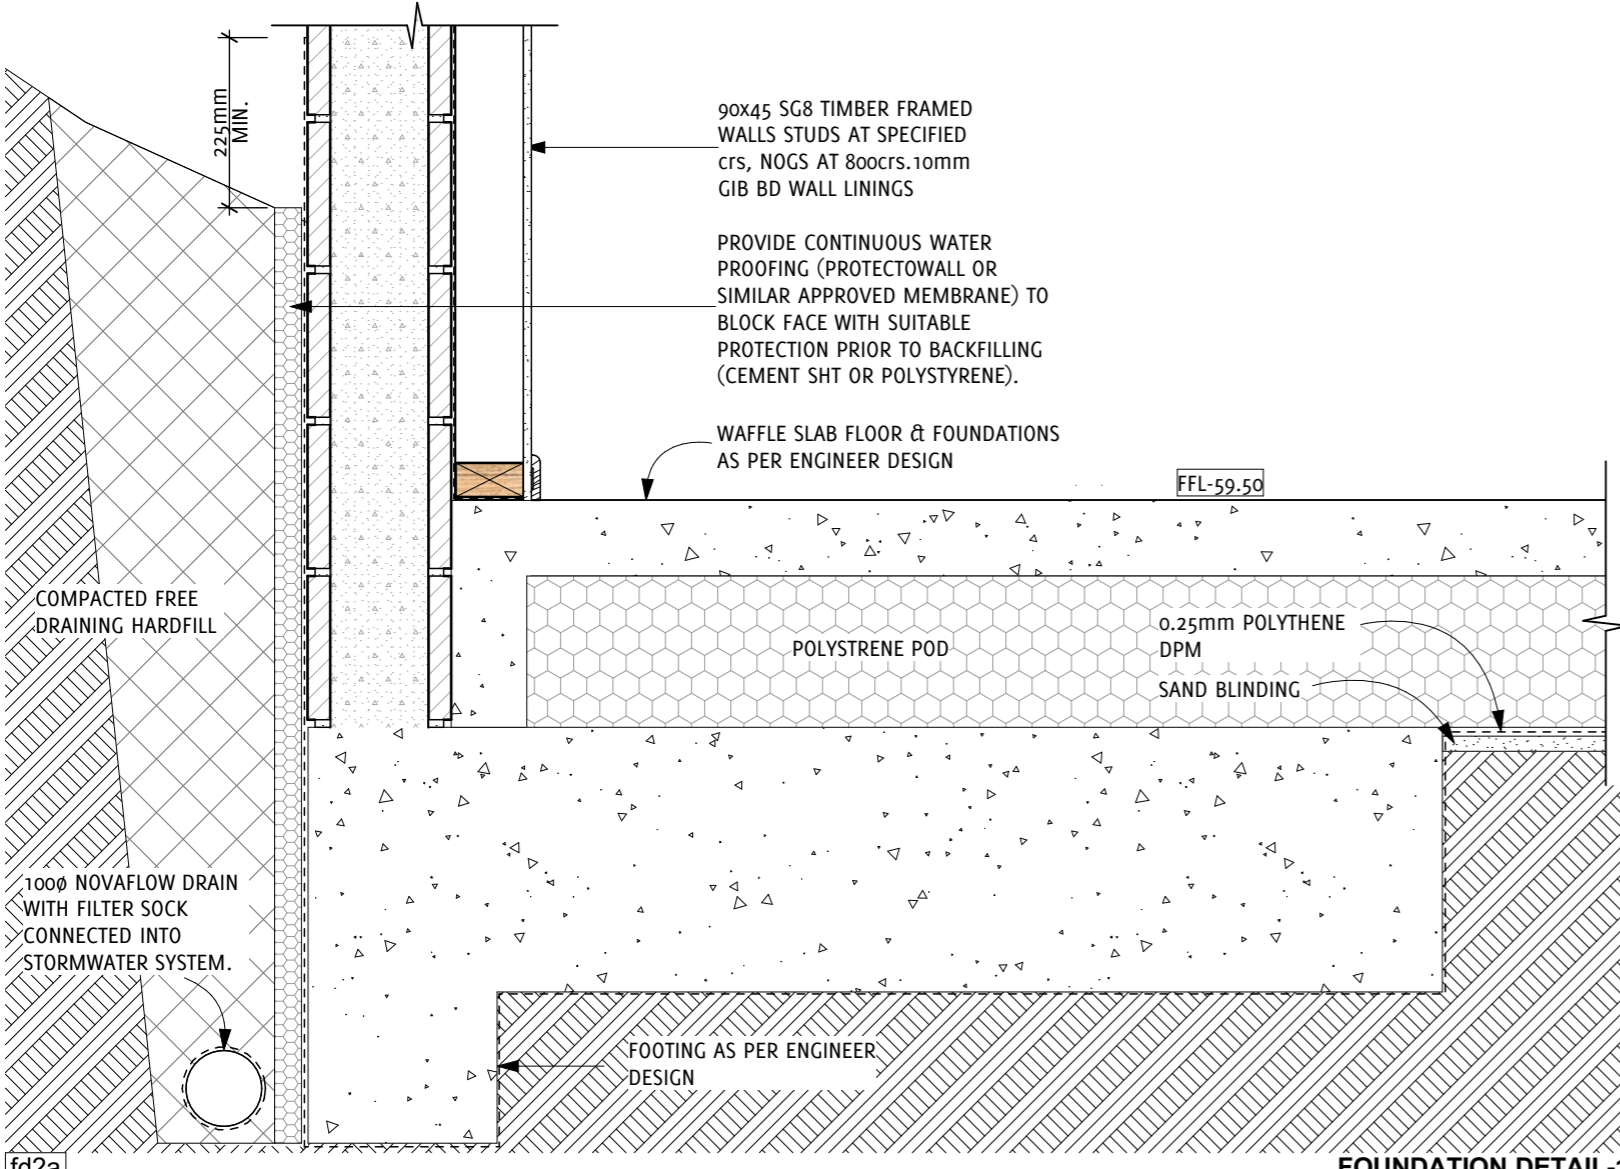 225mm
MIN.
90X45 SG8 TIMBER FRAMED
WALLS STUDS AT SPECIFIED
crs, NOGS AT 800crs.10mm
GIB BD WALL LININGS
PROVIDE CONTINUOUS WATER
PROOFING (PROTECTOWALL OR
SIMILAR APPROVED MEMBRANE) TO
BLOCK FACE WITH SUITABLE
PROTECTION PRIOR TO BACKFILLING
(CEMENT SHT OR POLYSTYRENE).
WAFFLE SLAB FLOOR & FOUNDATIONS
AS PER ENGINEER DESIGN
FFL-59.50
COMPACTED FREE
DRAINING HARDFILL
POLYSTRENE POD
0.25mm POLYTHENE
DPM
SAND BLINDING
100Ø NOVAFLOW DRAIN
WITH FILTER SOCK
CONNECTED INTO
STORMWATER SYSTEM.
FOOTING AS PER ENGINEER
DESIGN
fd2a
FOUNDATION DETAIL